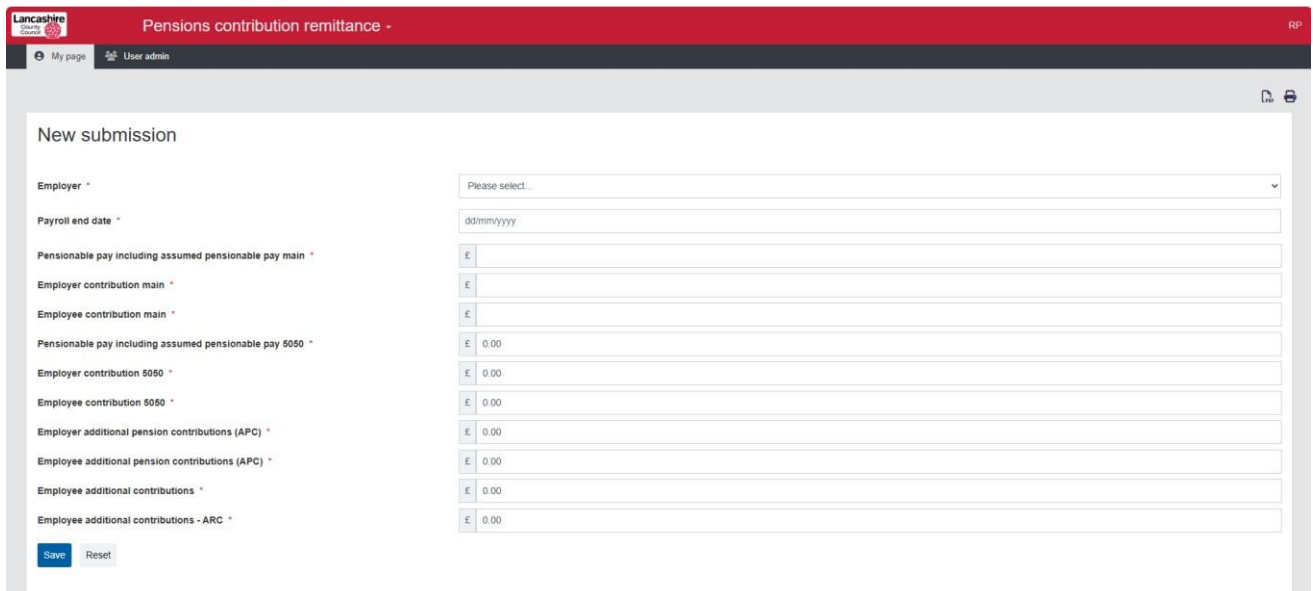 Lancashire
County
Council
Pensions contribution remittance
RP
My page
User admin
PDF
New submission
Employer *
Please select...
Payroll end date *
dd/mm/yyyy
Pensionable pay including assumed pensionable pay main *
£
Employer contribution main *
£
Employee contribution main *
£
Pensionable pay including assumed pensionable pay 5050 *
£ 0.00
Employer contribution 5050 *
£ 0.00
Employee contribution 5050 *
£ 0.00
Employer additional pension contributions (APC) *
£ 0.00
Employee additional pension contributions (APC) *
£ 0.00
Employee additional contributions *
£ 0.00
Employee additional contributions - ARC *
£ 0.00
Save
Reset